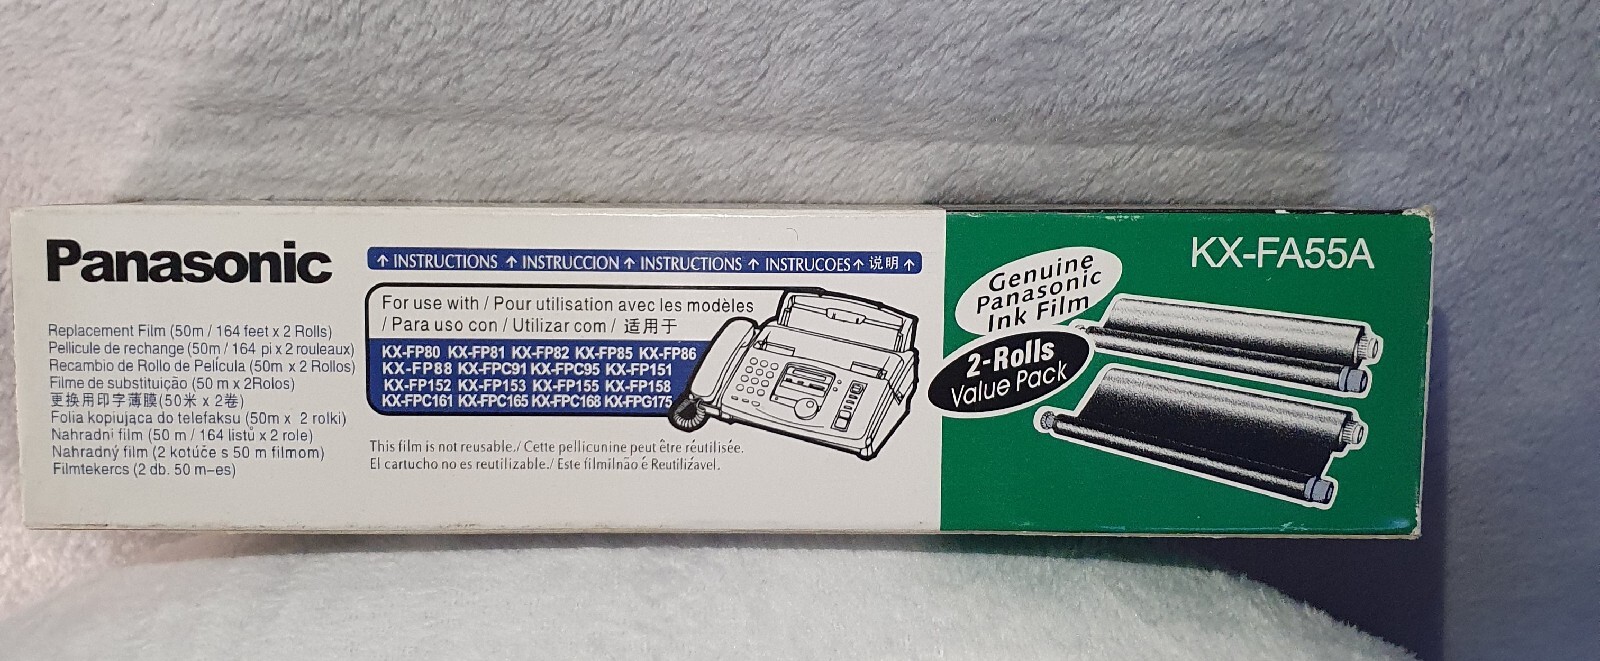 Panasonic
Replacement Film (50m / 164 feet x 2 Rolls)
Pellicule de rechange (50m / 164 pi x 2 rouleaux)
Recambio de Rollo de Película (50m x 2 Rollos)
Filme de substituição (50 m x 2Rolos)
更换用印字薄膜(50米 x 2卷)
Folia kopiująca do telefaksu (50m x 2 rolki)
Nahradni film (50 m / 164 listů x 2 role)
Nahradný film (2 kotúče s 50 m filmom)
Filmtekercs (2 db. 50 m–es)
↑ INSTRUCTIONS ↑ INSTRUCCION ↑ INSTRUCTIONS ↑ INSTRUCOES ↑ 说明 ↑
For use with / Pour utilisation avec les modèles
/ Para uso con / Utilizar com / 适用于
KX-FP80 KX-FP81 KX-FP82 KX-FP85 KX-FP86
KX-FP88 KX-FPC91 KX-FPC95 KX-FP151
KX-FP152 KX-FP153 KX-FP155 KX-FP158
KX-FPC161 KX-FPC165 KX-FPC168 KX-FPG175
This film is not reusable./ Cette pellicunine peut être réutilisée.
El cartucho no es reutilizable./ Este filmilnão é Reutilizável.
KX-FA55A
Genuine
Panasonic
Ink Film
2-Rolls
Value Pack